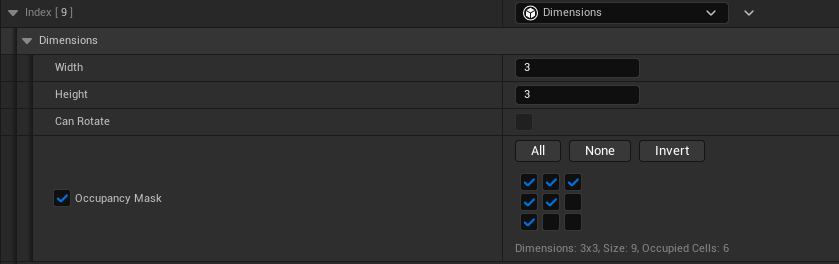 Index [ 9 ]
Dimensions
Dimensions
Width
3
Height
3
Can Rotate
All None Invert
Occupancy Mask
Dimensions: 3x3, Size: 9, Occupied Cells: 6